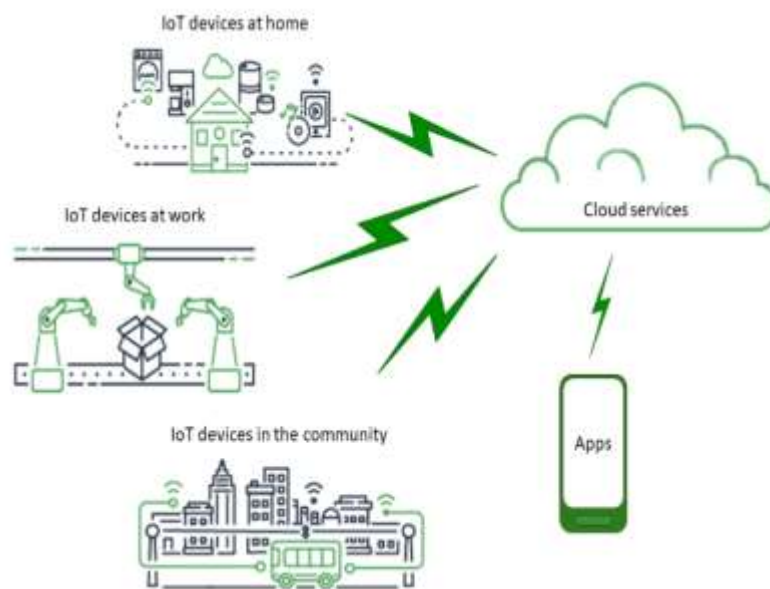 IoT devices at home
Cloud services
IoT devices at work
IoT devices in the community
Apps